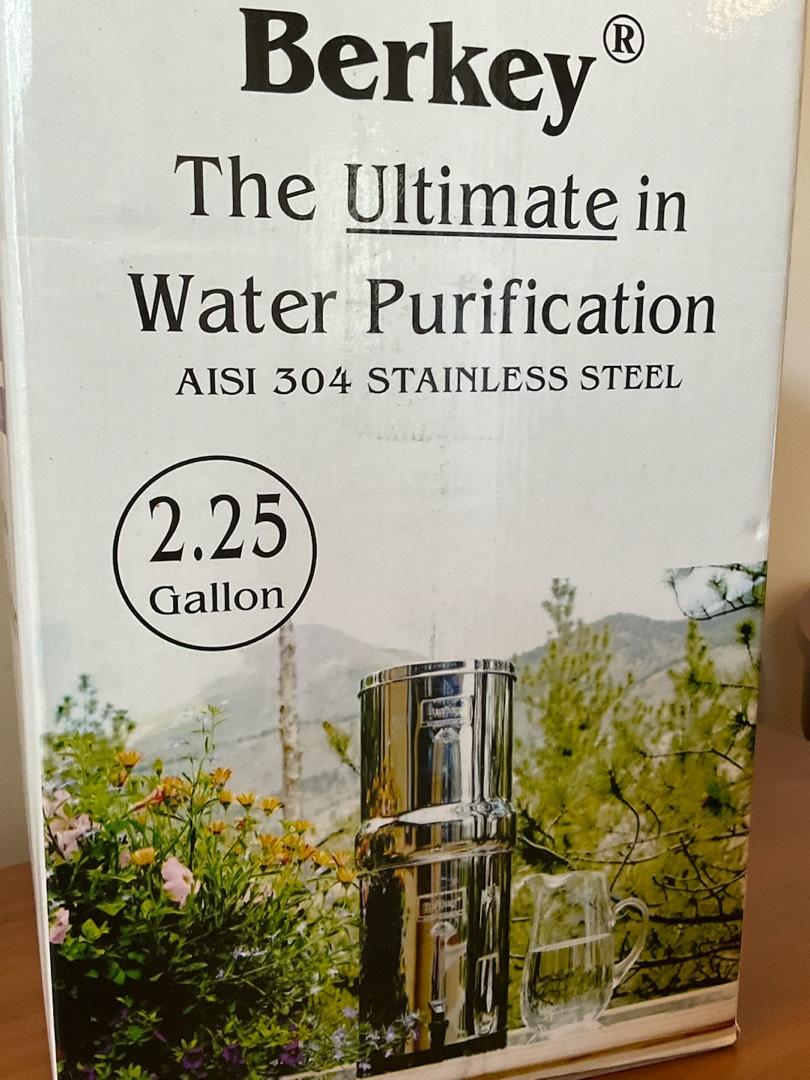 Berkey®
The Ultimate in
Water Purification
AISI 304 STAINLESS STEEL
2.25
Gallon